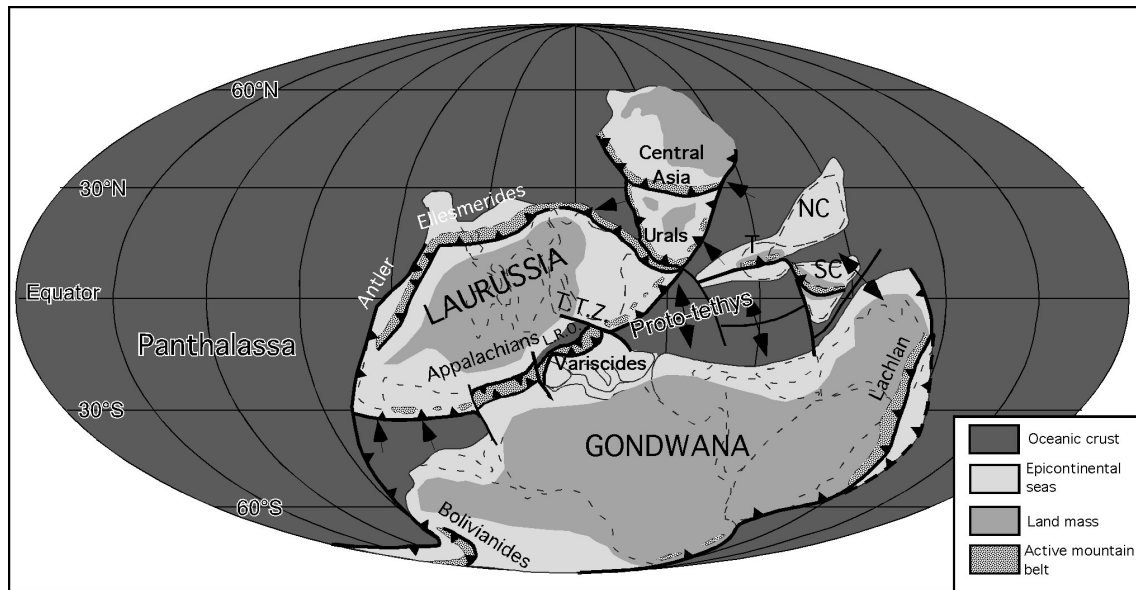 60°N
30°N
Equator
30°S
60°S
Panthalassa
Central
Asia
Urals
Ellesmerides
Antler
LAURUSSIA
T.T.Z.
L.R.O.
Appalachians
Variscides
Proto-tethys
T
NC
SC
Lachlan
GONDWANA
Bolivianides
Oceanic crust
Epicontinental
seas
Land mass
Active mountain
belt